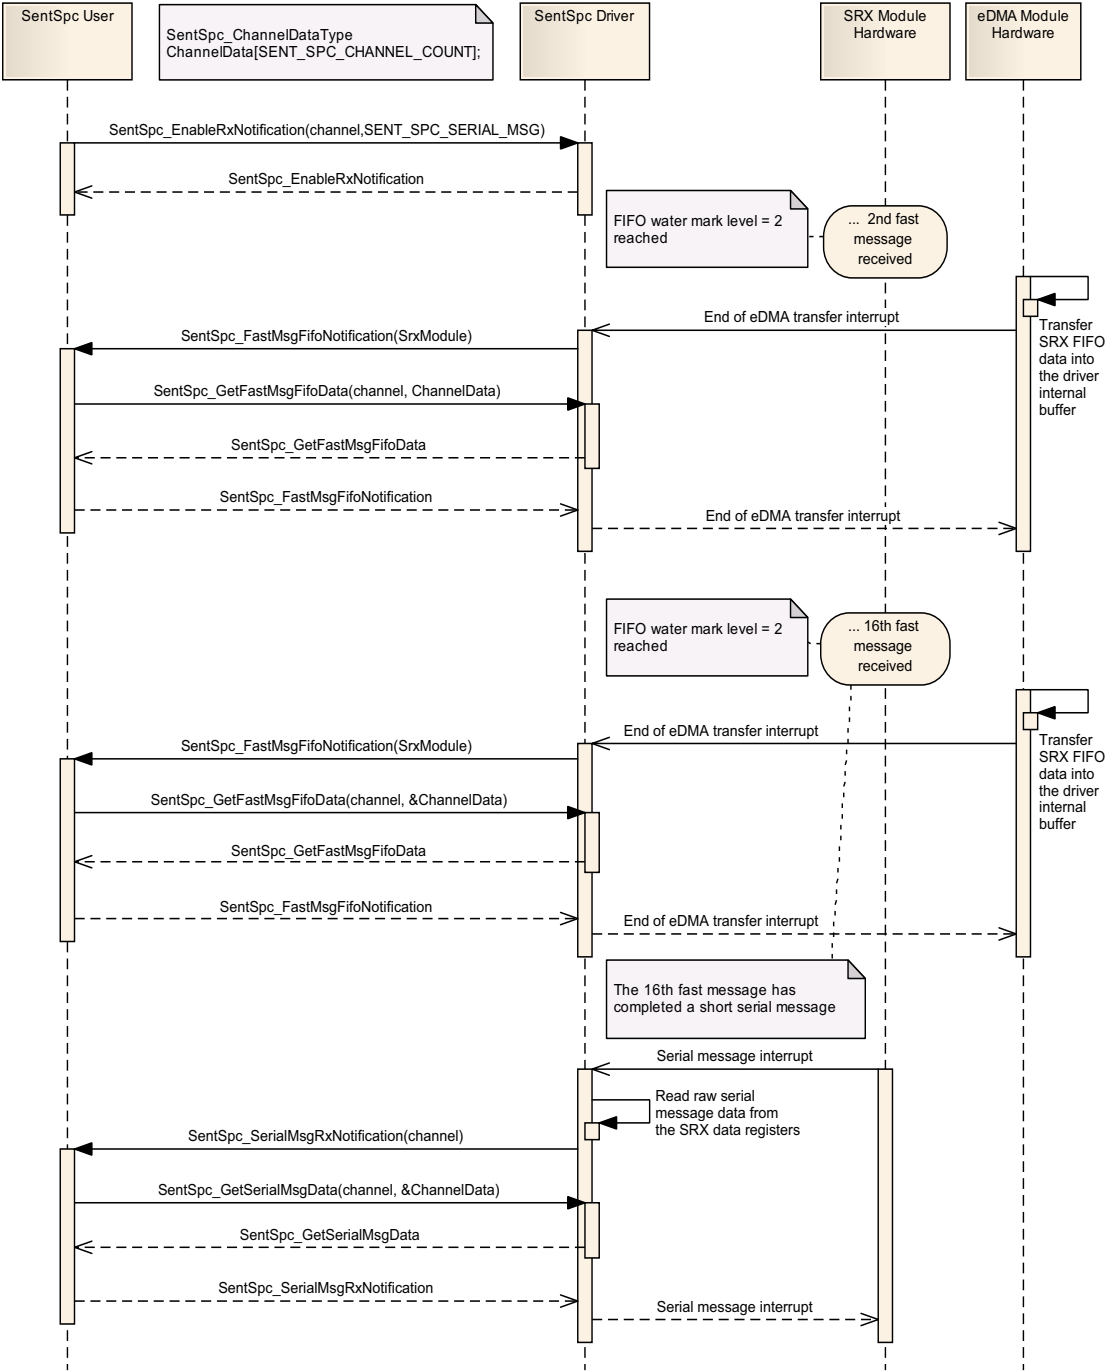 SentSpc User
SentSpc_ChannelDataType
ChannelData[SENT_SPC_CHANNEL_COUNT];
SentSpc Driver
SRX Module
Hardware
eDMA Module
Hardware
SentSpc_EnableRxNotification(channel,SENT_SPC_SERIAL_MSG)
SentSpc_EnableRxNotification
FIFO water mark level = 2
reached
... 2nd fast
message
received
End of eDMA transfer interrupt
Transfer
SRX FIFO
data into
the driver
internal
buffer
SentSpc_FastMsgFifoNotification(SrxModule)
SentSpc_GetFastMsgFifoData(channel, ChannelData)
SentSpc_GetFastMsgFifoData
SentSpc_FastMsgFifoNotification
End of eDMA transfer interrupt
FIFO water mark level = 2
reached
... 16th fast
message
received
End of eDMA transfer interrupt
Transfer
SRX FIFO
data into
the driver
internal
buffer
SentSpc_FastMsgFifoNotification(SrxModule)
SentSpc_GetFastMsgFifoData(channel, &ChannelData)
SentSpc_GetFastMsgFifoData
SentSpc_FastMsgFifoNotification
End of eDMA transfer interrupt
The 16th fast message has
completed a short serial message
Serial message interrupt
Read raw serial
message data from
the SRX data registers
SentSpc_SerialMsgRxNotification(channel)
SentSpc_GetSerialMsgData(channel, &ChannelData)
SentSpc_GetSerialMsgData
SentSpc_SerialMsgRxNotification
Serial message interrupt